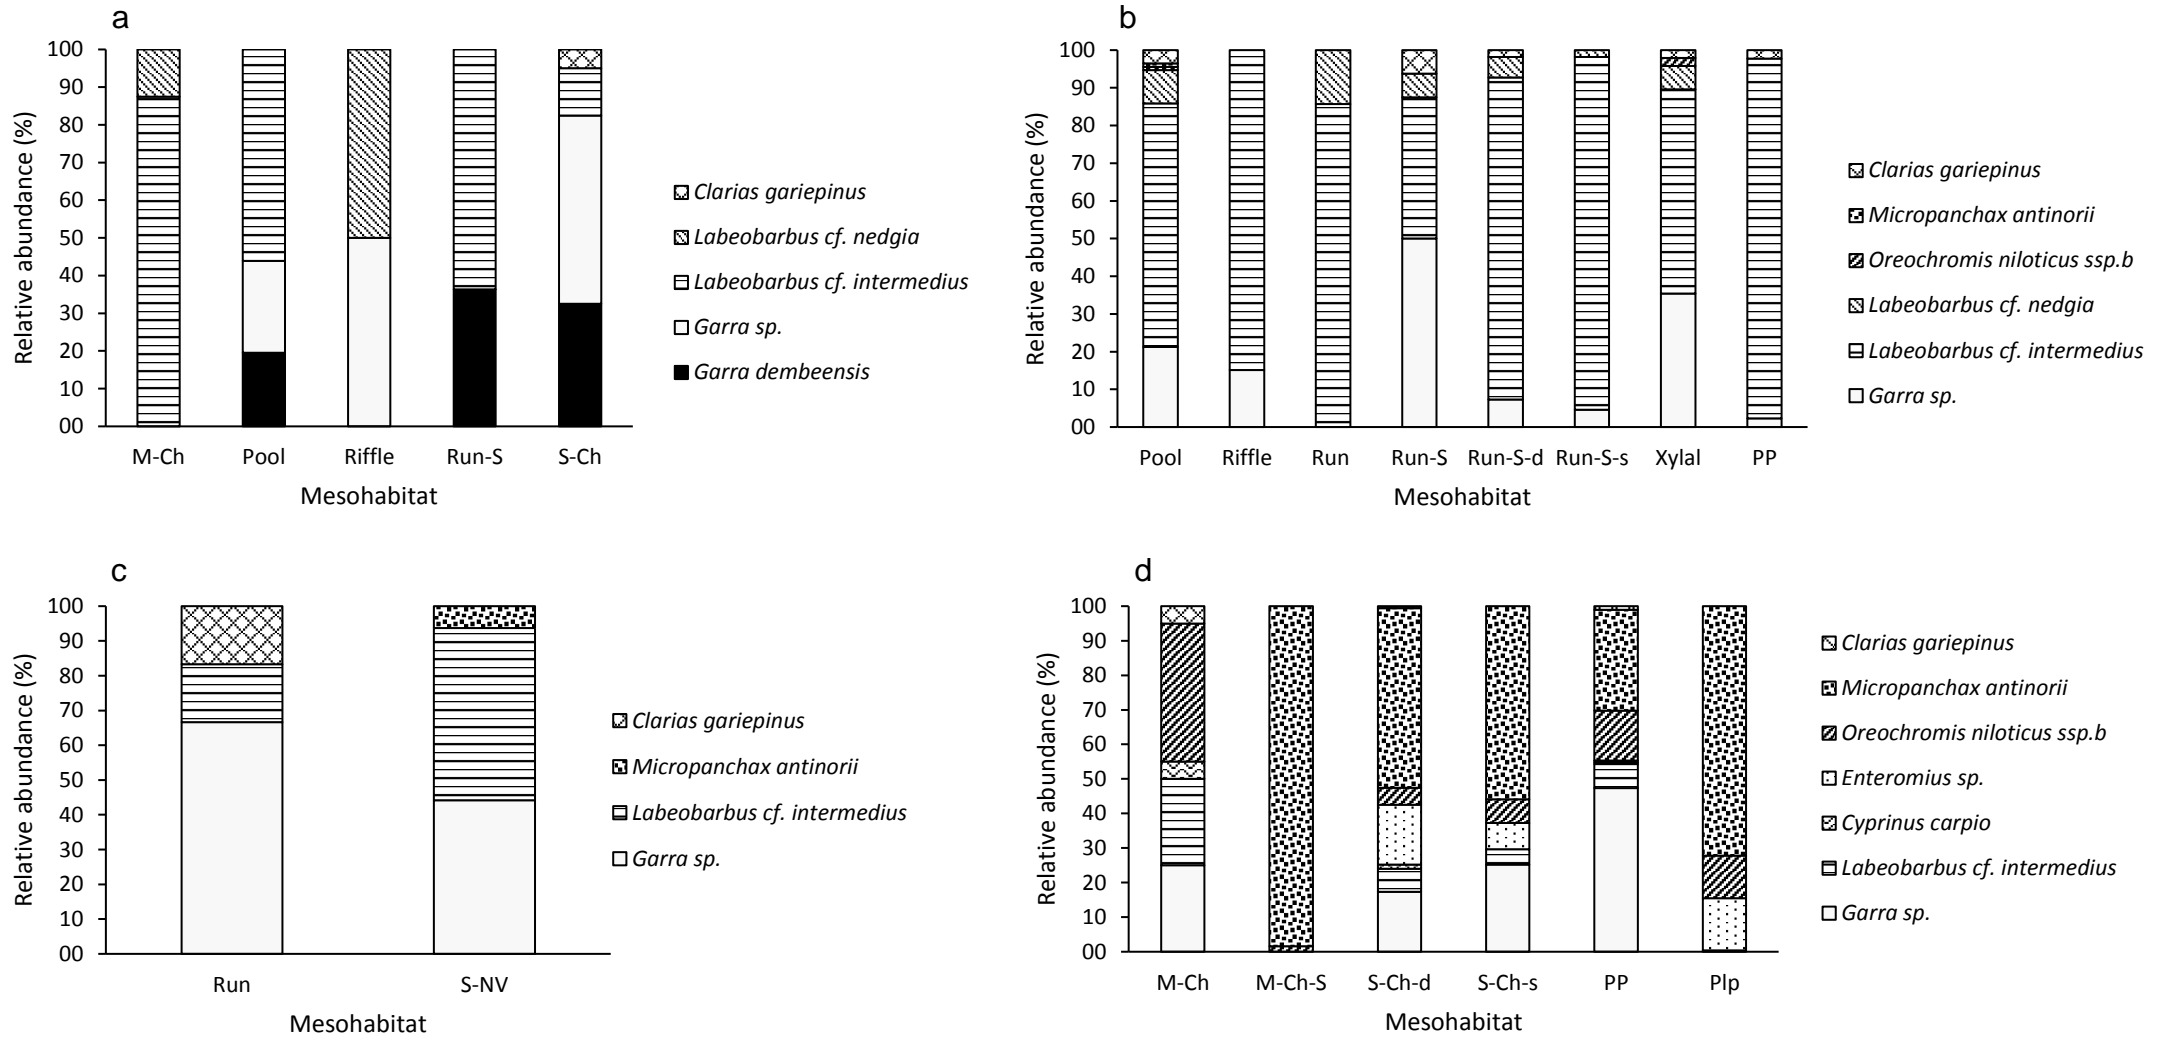 a
Relative abundance (%)
100
90
80
70
60
50
40
30
20
10
00
M-Ch Pool Riffle Run-S S-Ch
Mesohabitat
Clarias gariepinus
Labeobarbus cf. nedgia
Labeobarbus cf. intermedius
Garra sp.
Garra dembeensis
b
Relative abundance (%)
100
90
80
70
60
50
40
30
20
10
00
Pool Riffle Run Run-S Run-S-d Run-S-s Xylal PP
Mesohabitat
Clarias gariepinus
Micropanchax antinorii
Oreochromis niloticus ssp.b
Labeobarbus cf. nedgia
Labeobarbus cf. intermedius
Garra sp.
c
Relative abundance (%)
100
90
80
70
60
50
40
30
20
10
00
Run S-NV
Mesohabitat
Clarias gariepinus
Micropanchax antinorii
Labeobarbus cf. intermedius
Garra sp.
d
Relative abundance (%)
100
90
80
70
60
50
40
30
20
10
00
M-Ch M-Ch-S S-Ch-d S-Ch-s PP Plp
Mesohabitat
Clarias gariepinus
Micropanchax antinorii
Oreochromis niloticus ssp.b
Enteromius sp.
Cyprinus carpio
Labeobarbus cf. intermedius
Garra sp.